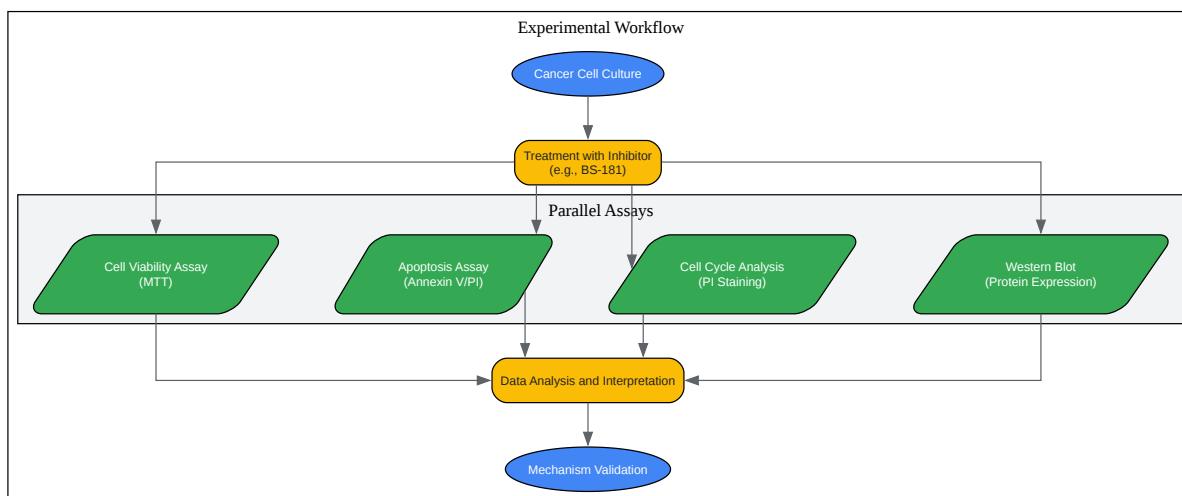 Experimental Workflow
Cancer Cell Culture
Treatment with Inhibitor
(e.g., BS-181)
Parallel Assays
Cell Viability Assay
(MTT)
Apoptosis Assay
(Annexin V/PI)
Cell Cycle Analysis
(PI Staining)
Western Blot
(Protein Expression)
Data Analysis and Interpretation
Mechanism Validation